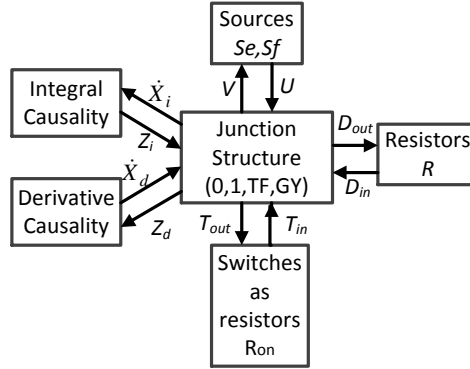 Sources
Se,Sf
V
U
Integral
Causality
Ẋi
Zi
Ẋd
Derivative
Causality
Zd
Junction
Structure
(0,1,TF,GY)
Dout
Din
Resistors
R
Tout
Tin
Switches
as
resistors
Ron